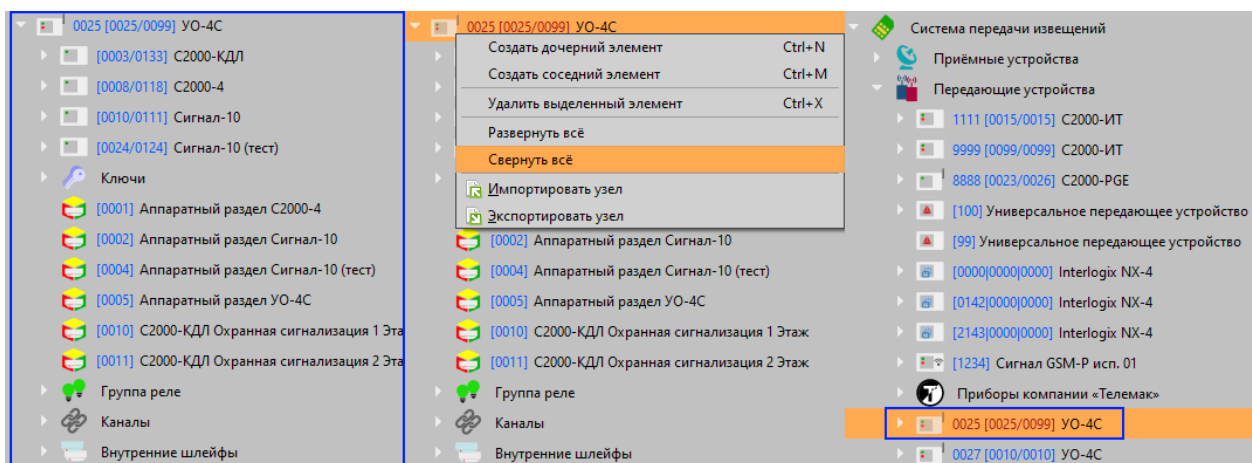 0025 [0025/0099] УО-4С
[0003/0133] С2000-КДЛ
[0008/0118] С2000-4
[0010/0111] Сигнал-10
[0024/0124] Сигнал-10 (тест)
Ключи
[0001] Аппаратный раздел С2000-4
[0002] Аппаратный раздел Сигнал-10
[0004] Аппаратный раздел Сигнал-10 (тест)
[0005] Аппаратный раздел УО-4С
[0010] С2000-КДЛ Охранная сигнализация 1 Эта
[0011] С2000-КДЛ Охранная сигнализация 2 Эта
Группа реле
Каналы
Внутренние шлейфы
0025 [0025/0099] УО-4С
Создать дочерний элемент Ctrl+N
Создать соседний элемент Ctrl+M
Удалить выделенный элемент Ctrl+X
Развернуть всё
Свернуть всё
Импортировать узел
Экспортировать узел
[0002] Аппаратный раздел Сигнал-10
[0004] Аппаратный раздел Сигнал-10 (тест)
[0005] Аппаратный раздел УО-4С
[0010] С2000-КДЛ Охранная сигнализация 1 Этаж
[0011] С2000-КДЛ Охранная сигнализация 2 Этаж
Группа реле
Каналы
Внутренние шлейфы
Система передачи извещений
Приёмные устройства
Передающие устройства
1111 [0015/0015] С2000-ИТ
9999 [0099/0099] С2000-ИТ
8888 [0023/0026] С2000-PGE
[100] Универсальное передающее устройство
[99] Универсальное передающее устройство
[0000|0000|0000] Interlogix NX-4
[0142|0000|0000] Interlogix NX-4
[2143|0000|0000] Interlogix NX-4
[1234] Сигнал GSM-P исп. 01
Приборы компании «Телемак»
0025 [0025/0099] УО-4С
0027 [0010/0010] УО-4С